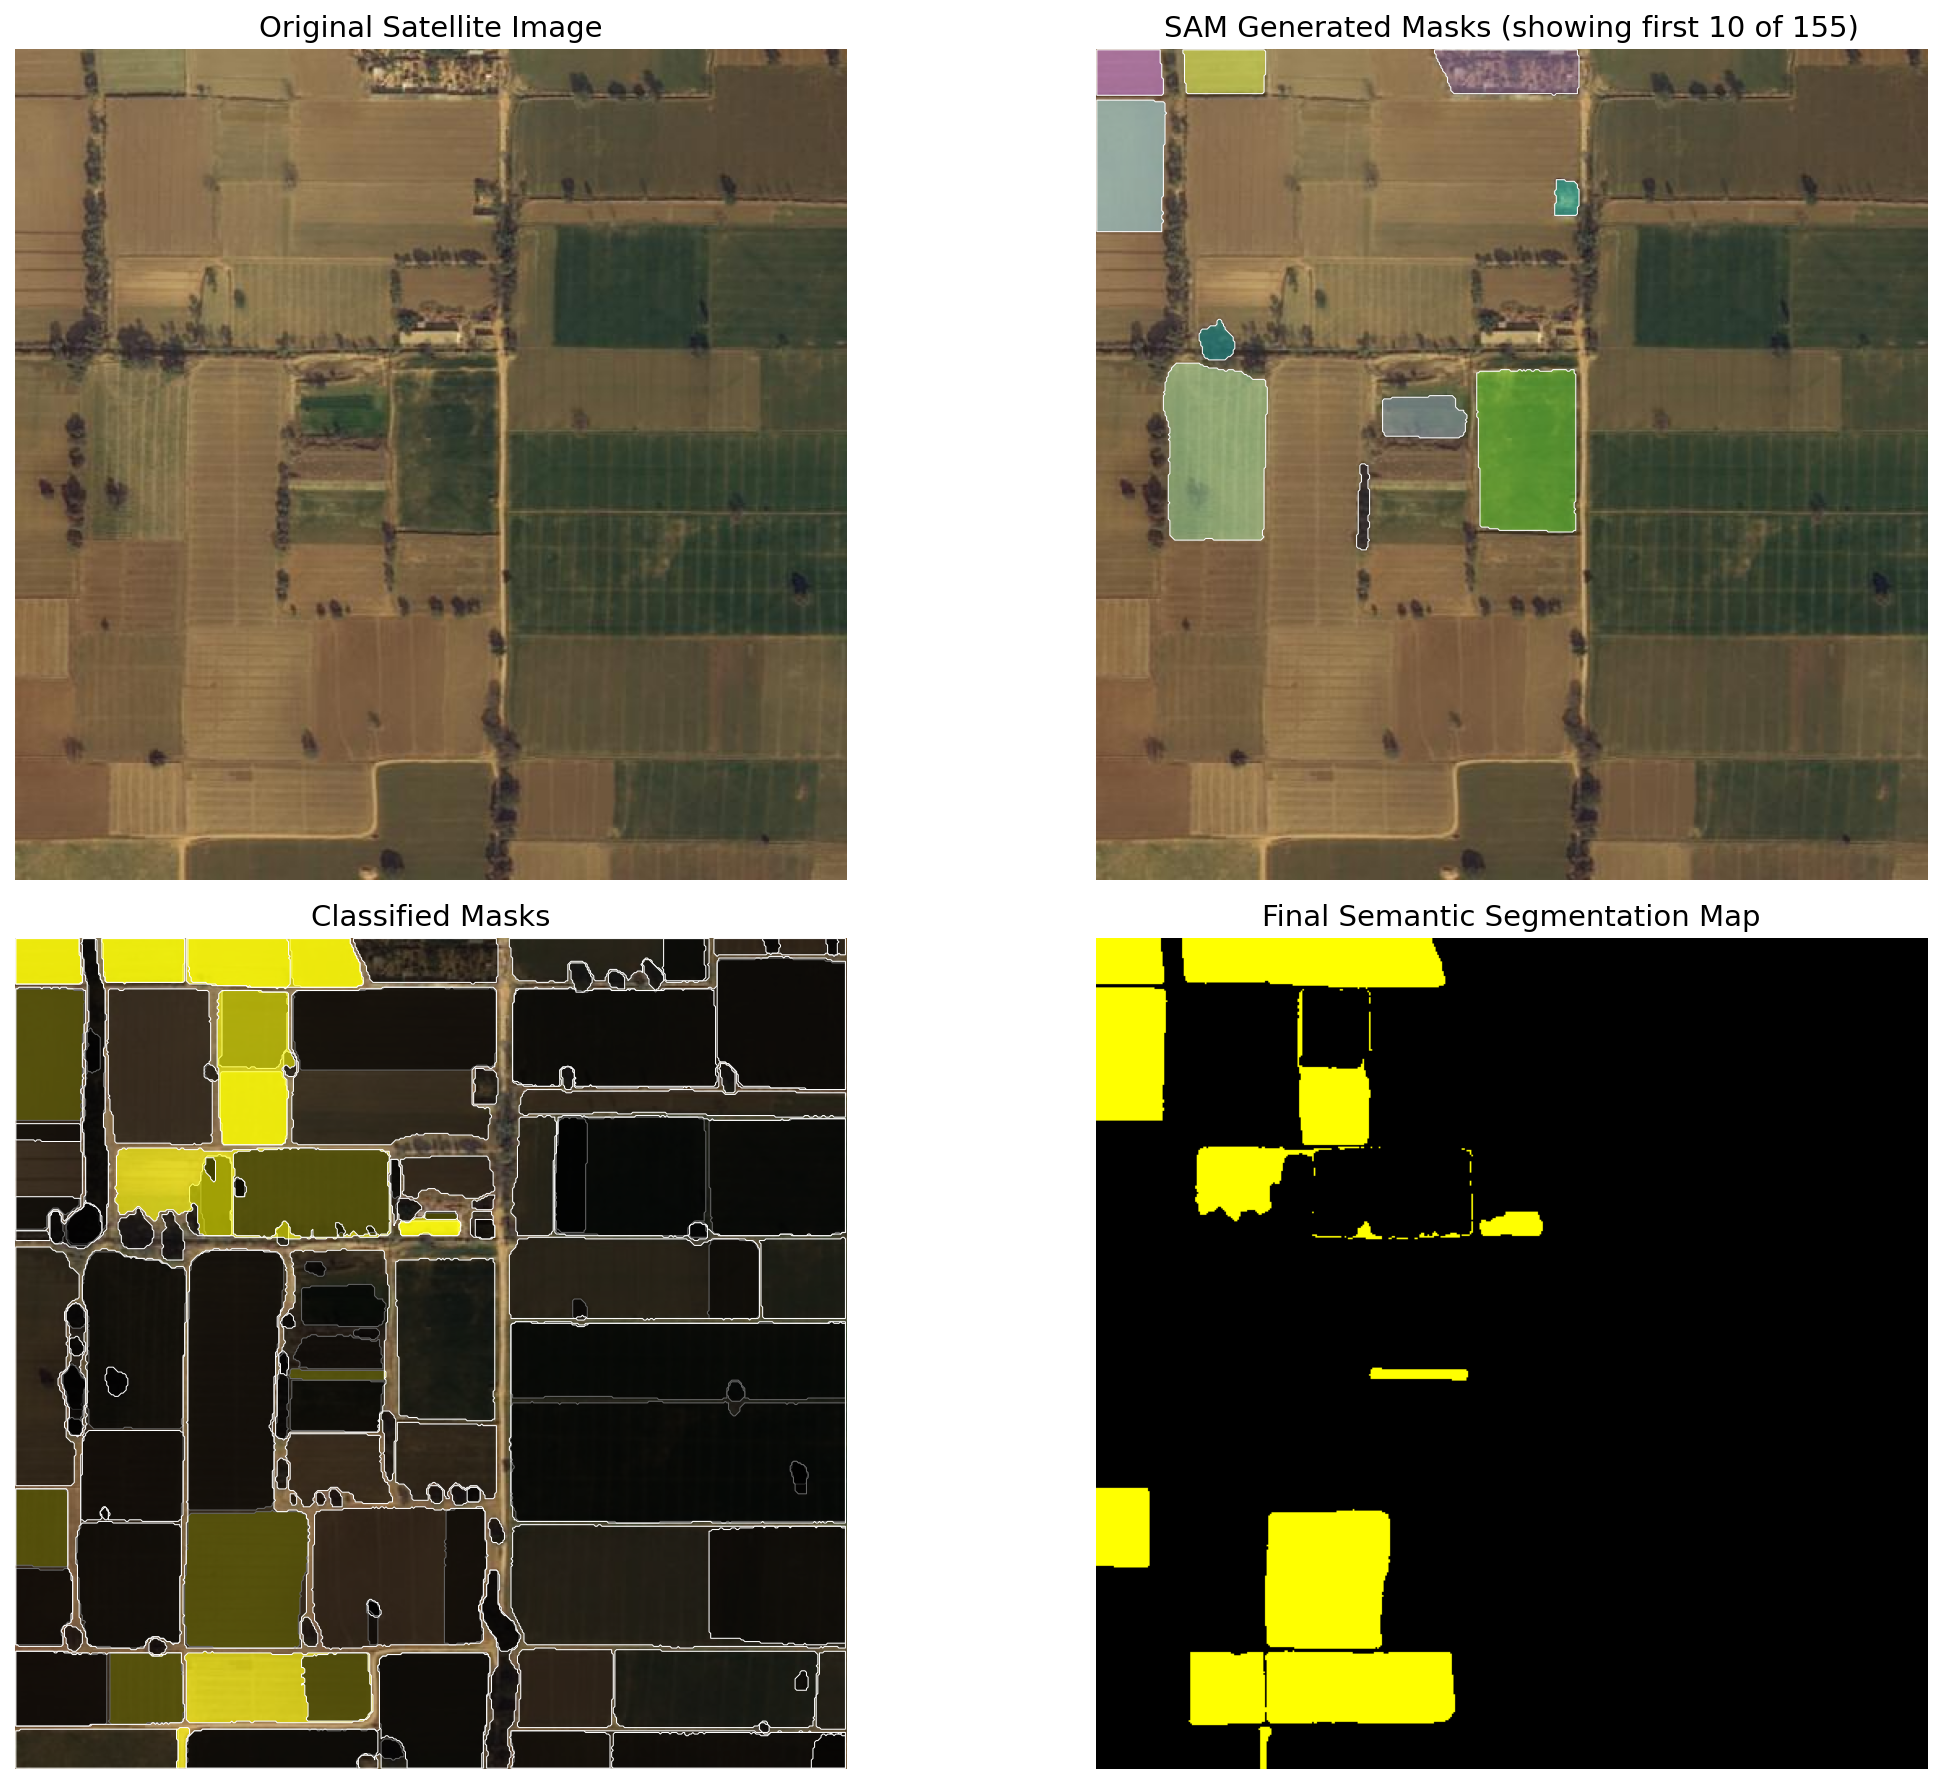 Original Satellite Image
SAM Generated Masks (showing first 10 of 155)
Classified Masks
Final Semantic Segmentation Map